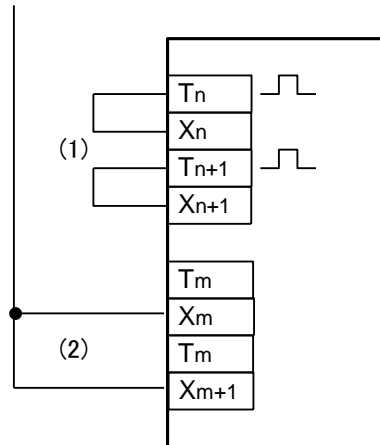 Tn
Xn
(1)
Tn+1
Xn+1
Tm
Xm
(2)
Tm
Xm+1